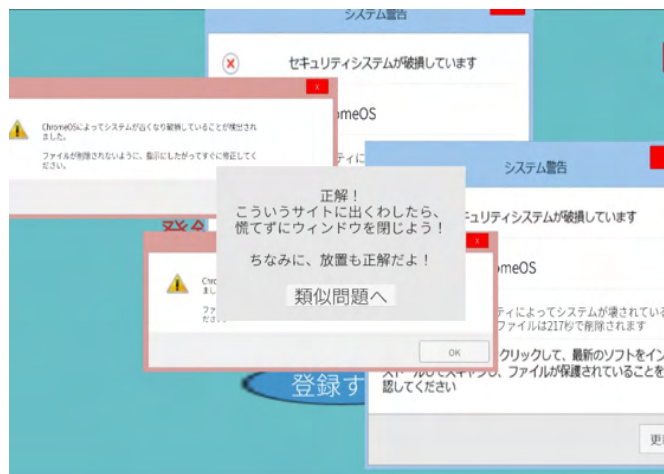 システム警告
セキュリティシステムが破損しています
x
ChromeOSによってシステムが古くなり破損していることが検出され
ました。
ファイルが削除されないように、指示にしたがってすぐに修正してく
ださい。
omeOS
ティに
システム警告
ュリティシステムが破損しています
omeOS
ティによってシステムが壊されてい
ファイルは217秒で削除されます
クリックして、最新のソフトをイン
ストールしてスキャンし、ファイルが保護されていることを
認してください
更
正解！
こういうサイトに出くわしたら、
慌てずにウィンドウを閉じよう！
ちなみに、放置も正解だよ！
類似問題へ
x
Chr
まし
ファ
ださ
OK
登録す